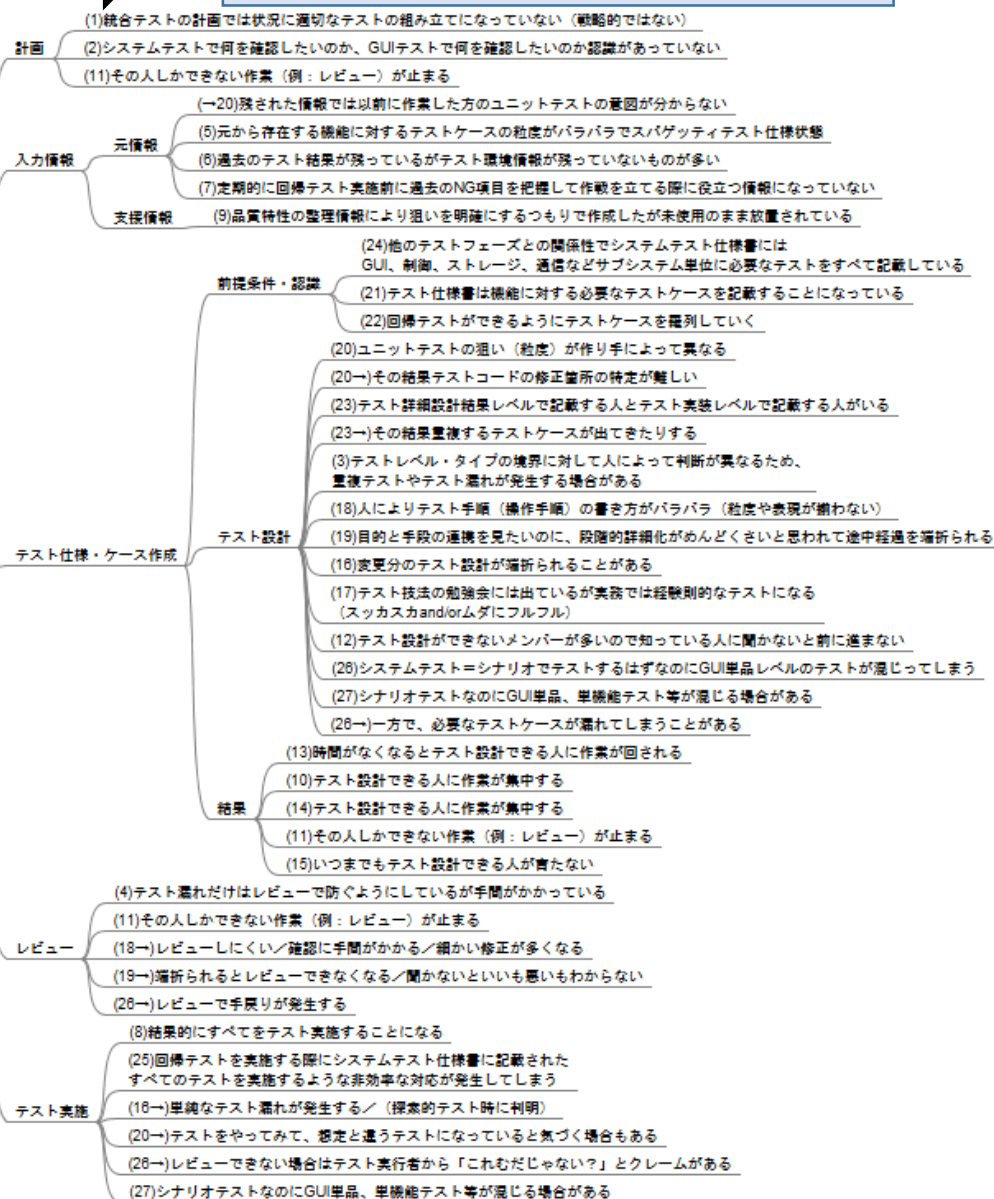 計画
(1)統合テストの計画では状況に適切なテストの組み立てになっていない（戦略的ではない）
(2)システムテストで何を確認したいのか、GUIテストで何を確認したいのか認識があっていない
(11)その人しかできない作業（例：レビュー）が止まる
入力情報
元情報
(→20)残された情報では以前に作業した方のユニットテストの意図が分からない
(5)元から存在する機能に対するテストケースの粒度がバラバラでスパゲッティテスト仕様状態
(6)過去のテスト結果が残っているがテスト環境情報が残っていないものが多い
(7)定期的に回帰テスト実施前に過去のNG項目を把握して作戦を立てる際に役立つ情報になっていない
支援情報
(9)品質特性の整理情報により狙いを明確にするつもりで作成したが未使用のまま放置されている
テスト仕様・ケース作成
前提条件・認識
(24)他のテストフェーズとの関係性でシステムテスト仕様書には
GUI、制御、ストレージ、通信などサブシステム単位に必要なテストをすべて記載している
(21)テスト仕様書は機能に対する必要なテストケースを記載することになっている
(22)回帰テストができるようにテストケースを羅列していく
テスト設計
(20)ユニットテストの狙い（粒度）が作り手によって異なる
(20→)その結果テストコードの修正箇所の特定が難しい
(23)テスト詳細設計結果レベルで記載する人とテスト実装レベルで記載する人がいる
(23→)その結果重複するテストケースが出てきたりする
(3)テストレベル・タイプの境界に対して人によって判断が異なるため、
重複テストやテスト漏れが発生する場合がある
(18)人によりテスト手順（操作手順）の書き方がバラバラ（粒度や表現が揃わない）
(19)目的と手段の連携を見たいのに、段階的詳細化がめんどくさいと思われて途中経過を端折られる
(16)変更分のテスト設計が端折られることがある
(17)テスト技法の勉強会には出ているが実務では経験則的なテストになる
（スッカスカand/orムダにフルフル）
(12)テスト設計ができないメンバーが多いので知っている人に聞かないと前に進まない
(26)システムテスト＝シナリオでテストするはずなのにGUI単品レベルのテストが混じってしまう
(27)シナリオテストなのにGUI単品、単機能テスト等が混じる場合がある
(26→)一方で、必要なテストケースが漏れてしまうことがある
結果
(13)時間がなくなるとテスト設計できる人に作業が回される
(10)テスト設計できる人に作業が集中する
(14)テスト設計できる人に作業が集中する
(11)その人しかできない作業（例：レビュー）が止まる
(15)いつまでもテスト設計できる人が育たない
レビュー
(4)テスト漏れだけはレビューで防ぐようにしているが手間がかかっている
(11)その人しかできない作業（例：レビュー）が止まる
(18→)レビューしにくい／確認に手間がかかる／細かい修正が多くなる
(19→)端折られるとレビューできなくなる／聞かないといいも悪いもわからない
(26→)レビューで手戻りが発生する
テスト実施
(8)結果的にすべてをテスト実施することになる
(25)回帰テストを実施する際にシステムテスト仕様書に記載された
すべてのテストを実施するような非効率な対応が発生してしまう
(16→)単純なテスト漏れが発生する／（探索的テスト時に判明）
(20→)テストをやってみて、想定と違うテストになっていると気づく場合もある
(26→)レビューできない場合はテスト実行者から「これむだじゃない？」とクレームがある
(27)シナリオテストなのにGUI単品、単機能テスト等が混じる場合がある